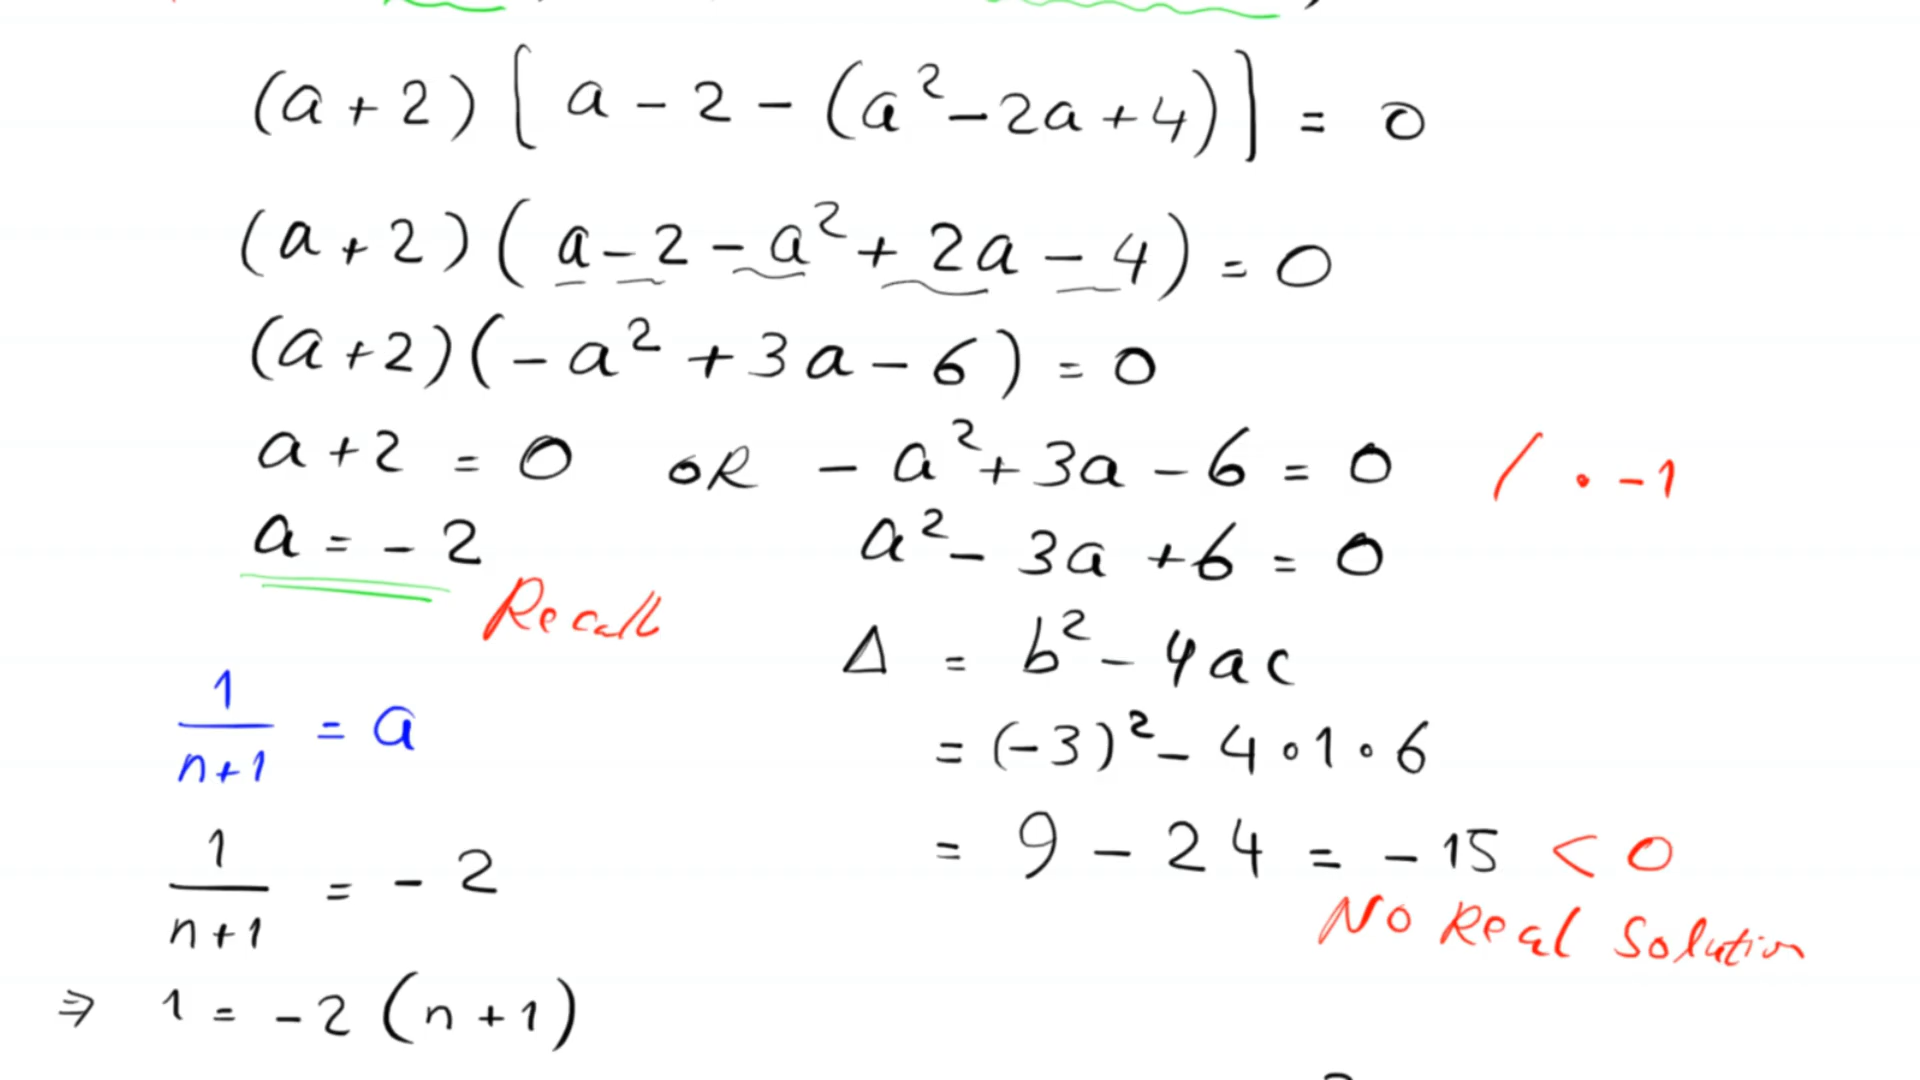 (a + 2) [a - 2 - (a² - 2a + 4)] = 0
(a + 2)(a - 2 - a² + 2a - 4) = 0
(a + 2)(- a² + 3a - 6) = 0
a + 2 = 0 OR - a² + 3a - 6 = 0 / · -1
a = - 2
a² - 3a + 6 = 0
Recall
Δ = b² - 4ac
1/(n+1) = a
= (-3)² - 4 · 1 · 6
1/(n+1) = - 2
= 9 - 24 = - 15 < 0
No Real Solution
⇒ 1 = - 2 (n + 1)